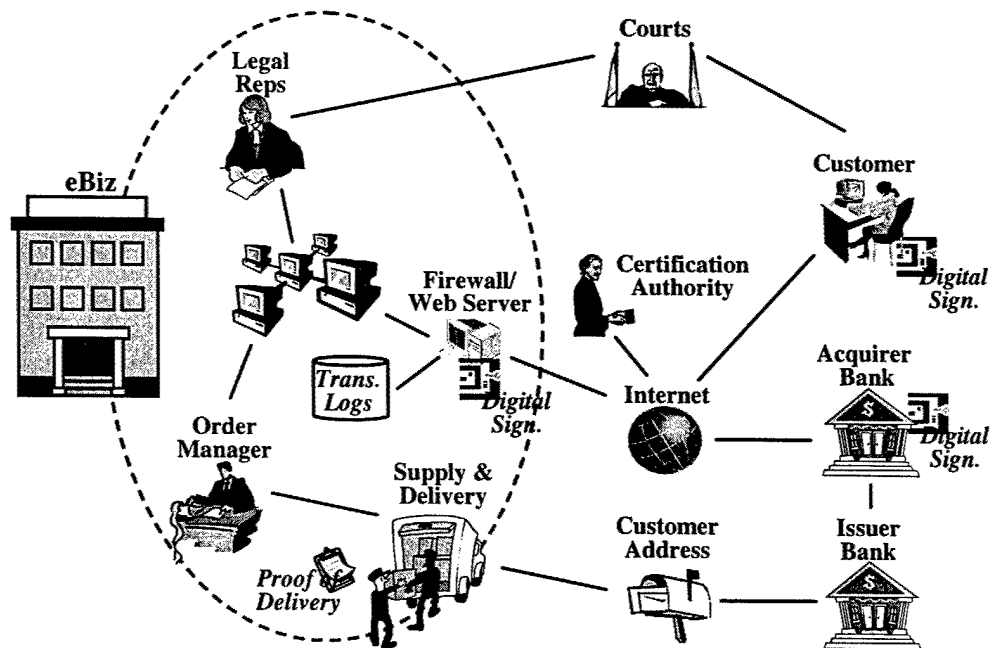 Courts
Legal
Reps
Customer
eBiz
Digital
Sign.
Certification
Authority
Firewall/
Web Server
Trans.
Logs
Digital
Sign.
Internet
Acquirer
Bank
$
Digital
Sign.
Order
Manager
Supply &
Delivery
Proof of
Delivery
Customer
Address
Issuer
Bank
$